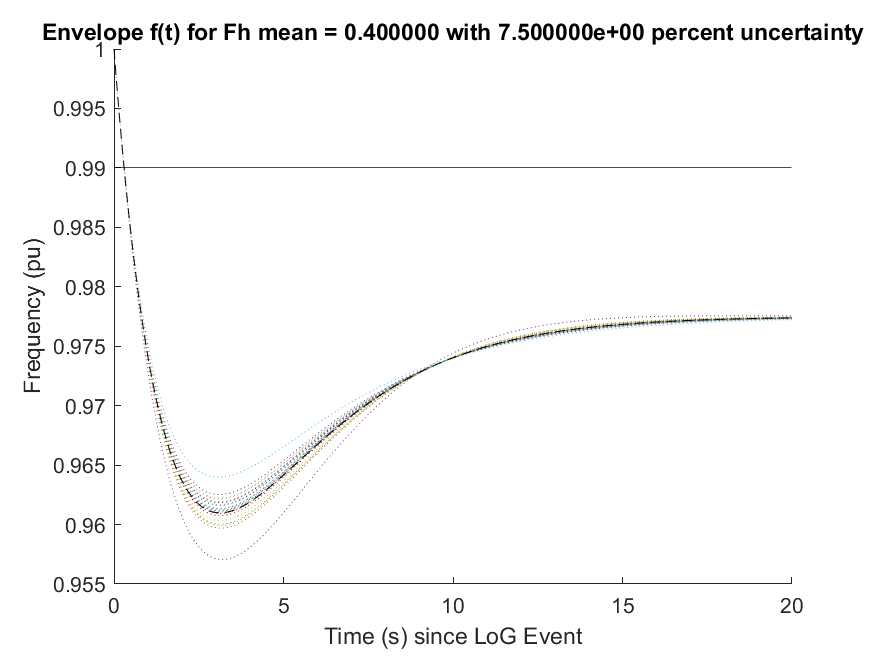 Envelope f(t) for Fh mean = 0.400000 with 7.500000e+00 percent uncertainty
1
0.995
0.99
0.985
0.98
0.975
0.97
0.965
0.96
0.955
Frequency (pu)
0 5 10 15 20
Time (s) since LoG Event